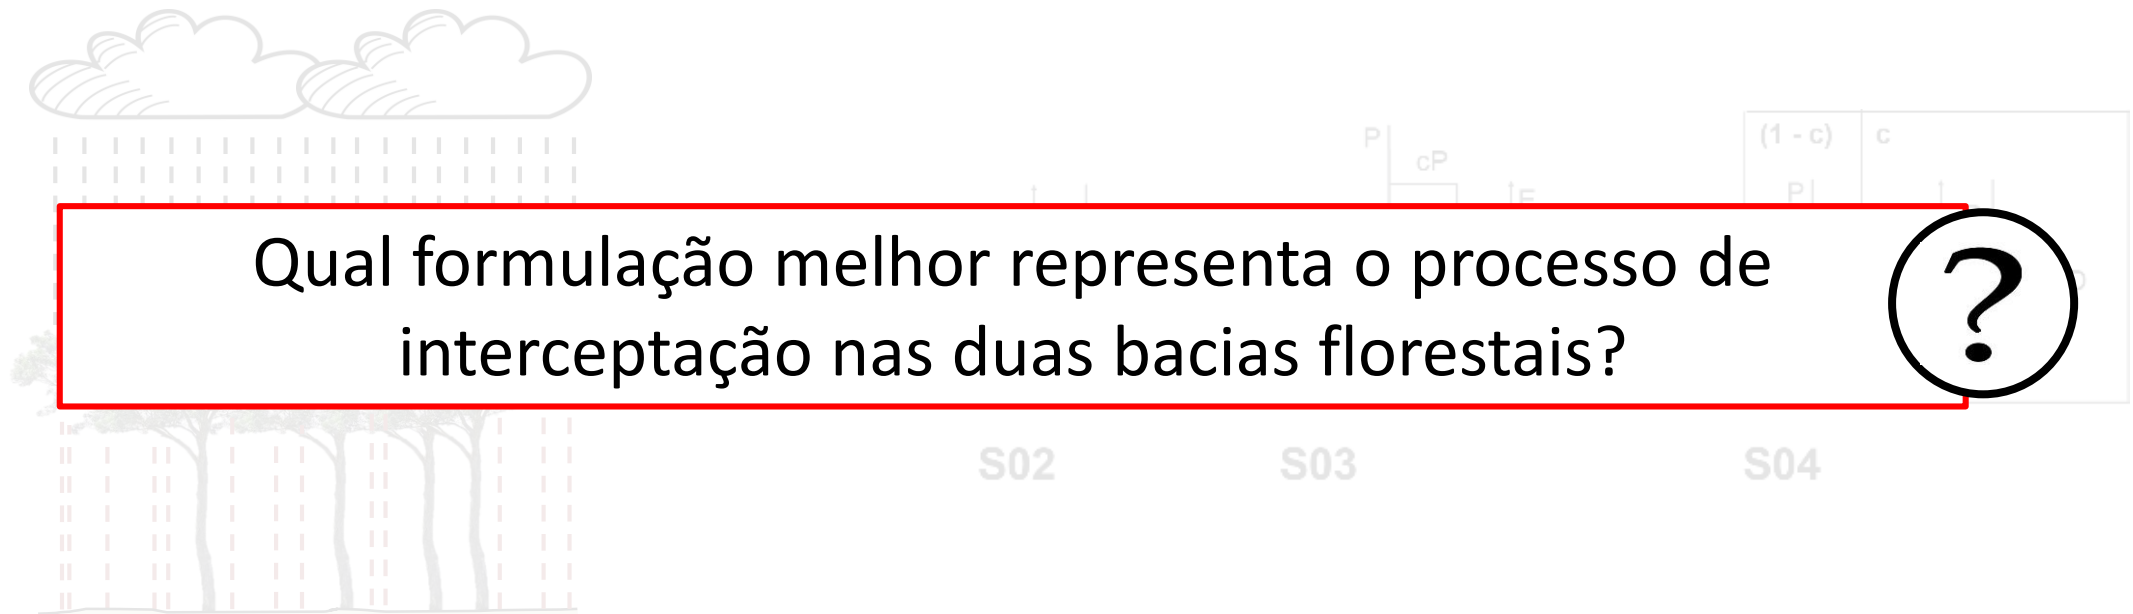 (1 - c) c
P
cP
P
E
Qual formulação melhor representa o processo de
interceptação nas duas bacias florestais?
?
S02 S03 S04